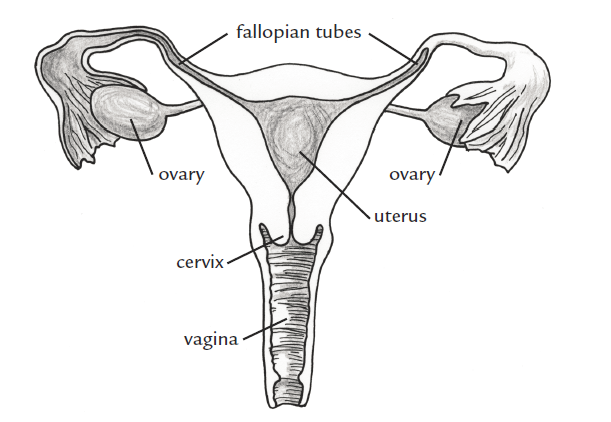 fallopian tubes
ovary
ovary
uterus
cervix
vagina